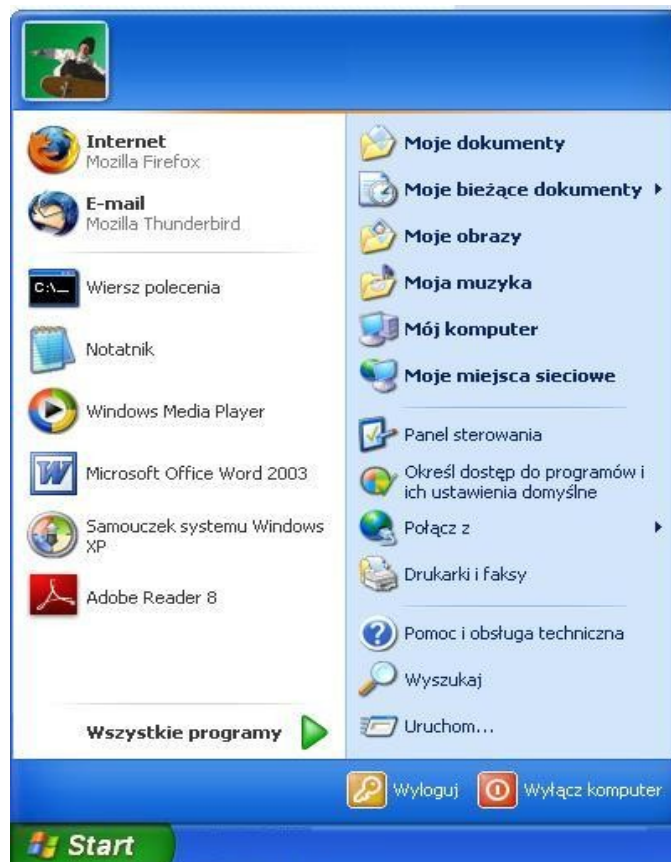 Internet
Mozilla Firefox
E-mail
Mozilla Thunderbird
C:\_
Wiersz polecenia
Notatnik
Windows Media Player
W
Microsoft Office Word 2003
Samouczek systemu Windows
XP
Adobe Reader 8
Wszystkie programy
Moje dokumenty
Moje bieżące dokumenty
Moje obrazy
Moja muzyka
Mój komputer
Moje miejsca sieciowe
Panel sterowania
Określ dostęp do programów i
ich ustawienia domyślne
Połącz z
Drukarki i faksy
?
Pomoc i obsługa techniczna
Wyszukaj
Uruchom...
Wyloguj
Wyłącz komputer
Start